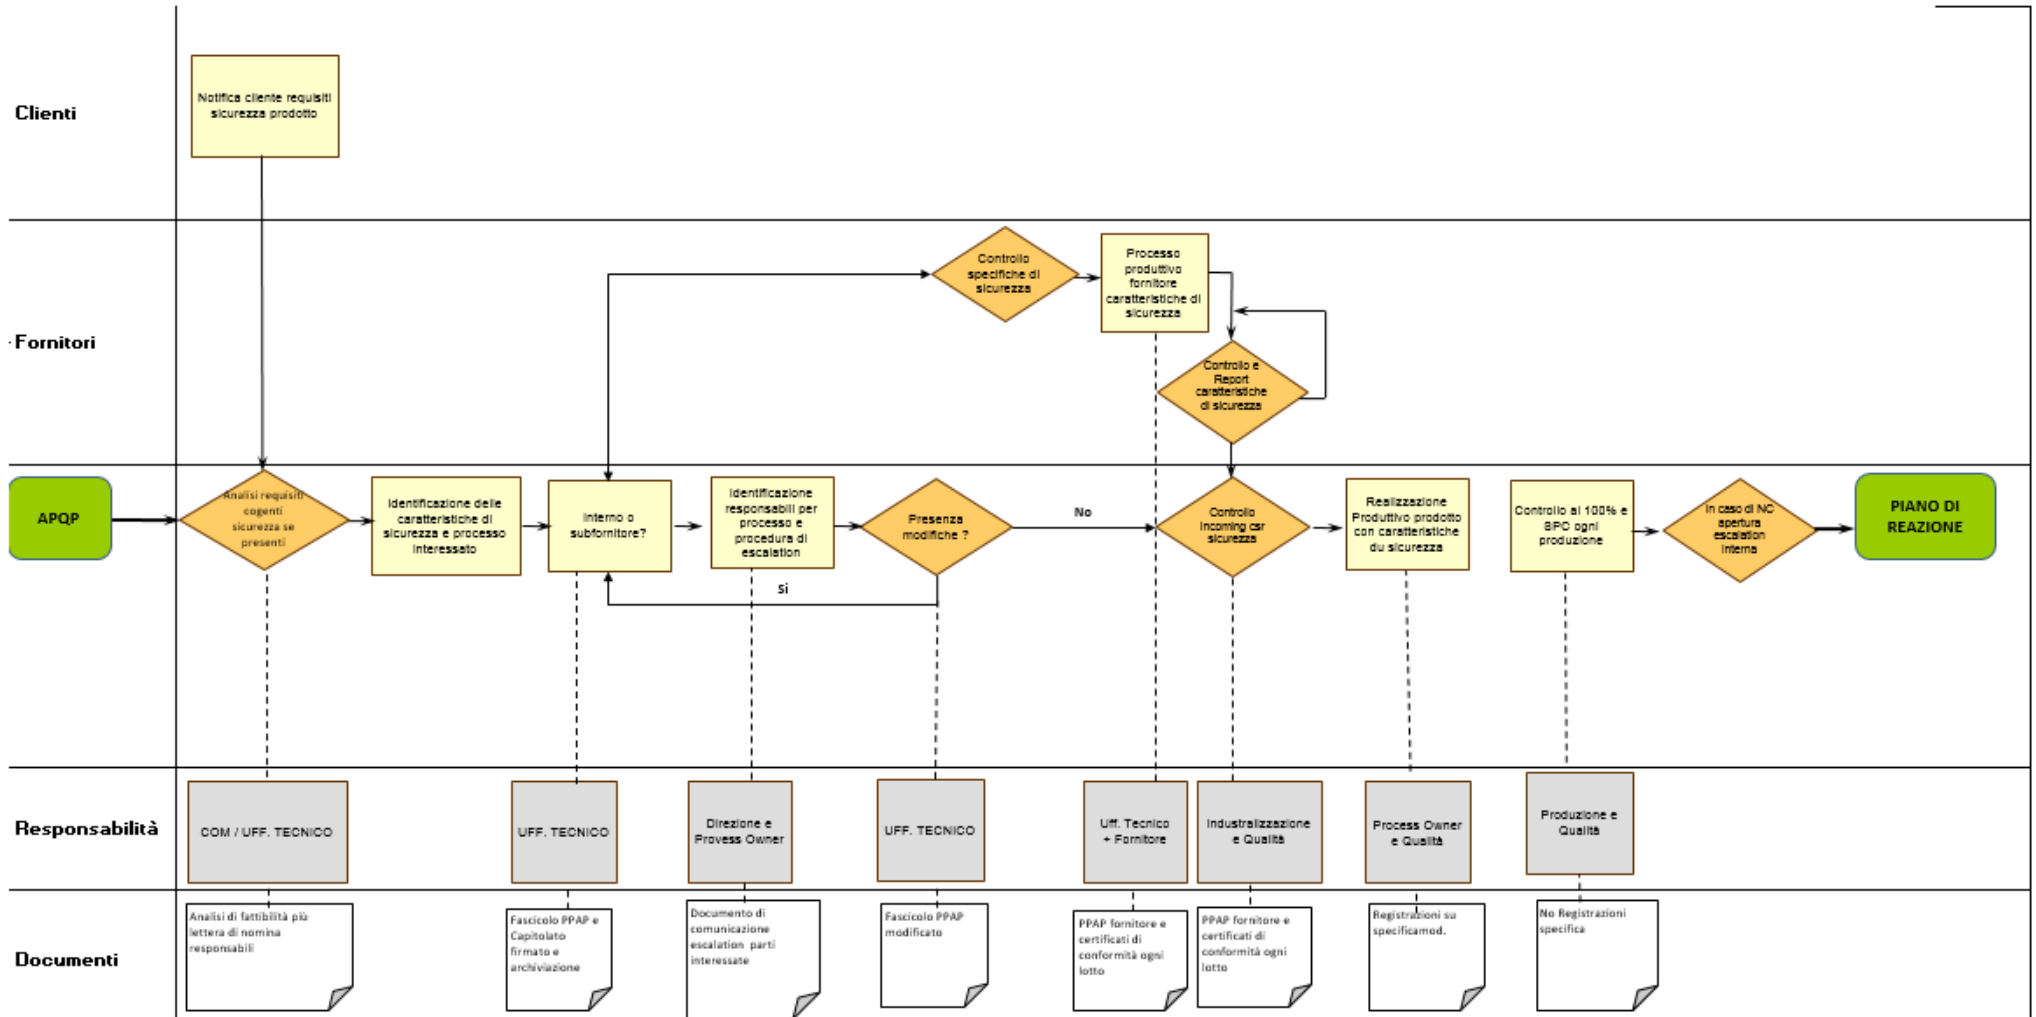 Clienti
Notifica cliente requisiti
sicurezza prodotto
Fornitori
Controllo
specifiche di
sicurezza
Processo
produttivo
fornitore
caratteristiche di
sicurezza
Controllo e
Report
caratteristiche
di sicurezza
APQP
Analisi requisiti
cogenti
sicurezza se
presenti
Identificazione delle
caratteristiche di
sicurezza e processo
interessato
Interno o
subfornitore?
Identificazione
responsabili per
processo e
procedura di
escalation
Presenza
modifiche ?
No
Si
Controllo
incoming csr
sicurezza
Realizzazione
Produttivo prodotto
con caratteristiche
du sicurezza
Controllo al 100% e
SPC ogni
produzione
In caso di NC
apertura
escalation
interna
PIANO DI
REAZIONE
Responsabilità
COM / UFF. TECNICO
UFF. TECNICO
Direzione e
Provess Owner
UFF. TECNICO
Uff. Tecnico
+ Fornitore
Industralizzazione
e Qualità
Process Owner
e Qualità
Produzione e
Qualità
Documenti
Analisi di fattibilità più
lettera di nomina
responsabili
Fascicolo PPAP e
Capitolato
firmato e
archiviazione
Documento di
comunicazione
escalation parti
interessate
Fascicolo PPAP
modificato
PPAP fornitore e
certificati di
conformità ogni
lotto
PPAP fornitore e
certificati di
conformità ogni
lotto
Registrazioni su
specificamod.
No Registrazioni
specifica